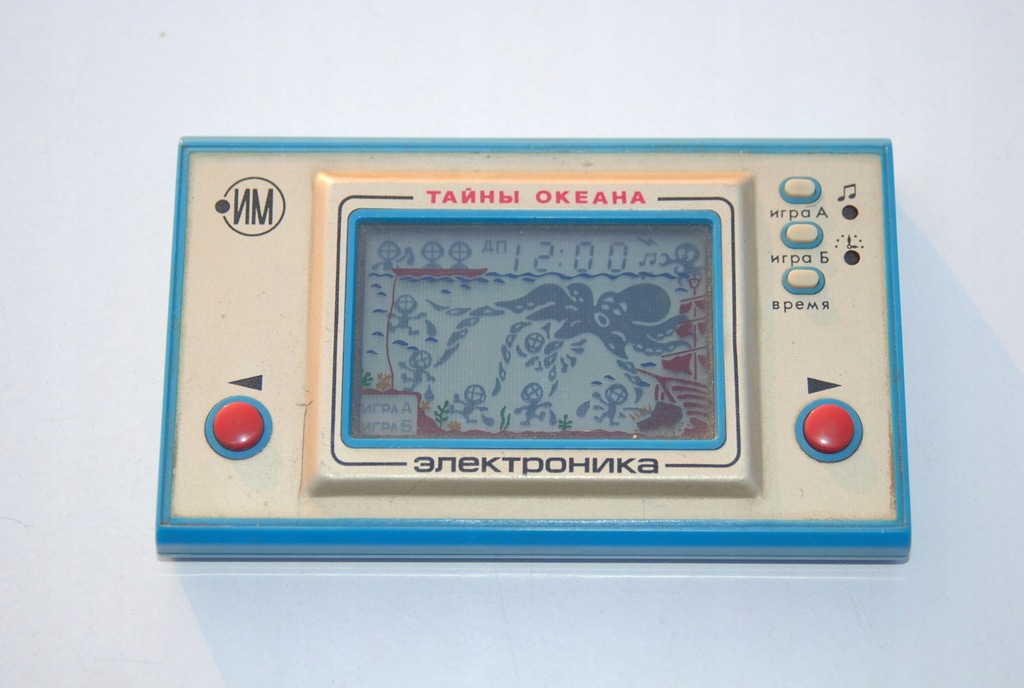 ИМ
ТАЙНЫ ОКЕАНА
игра А
игра Б
время
ДП 12:00
ИГРА А
ИГРА Б
электроника